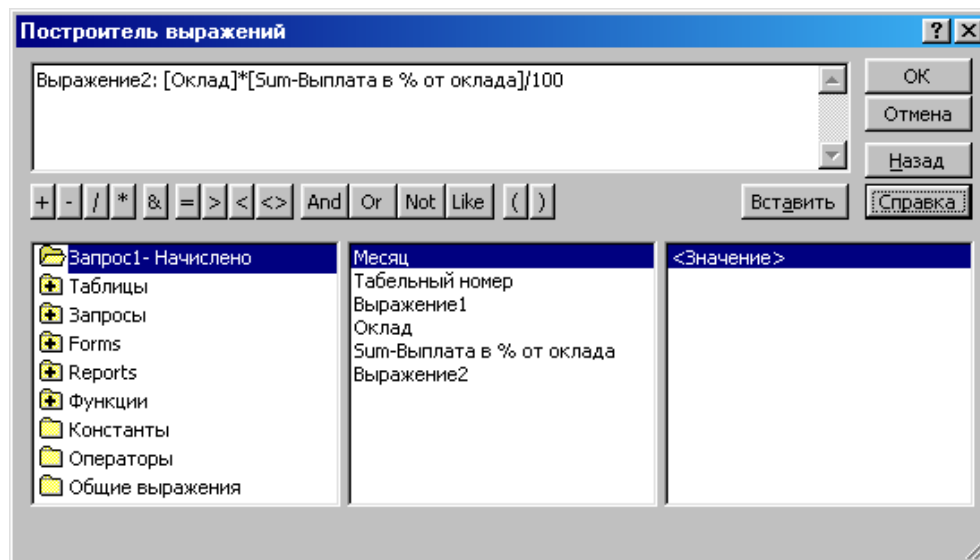 Построитель выражений
? ×
Выражение2: [Оклад]*[Sum-Выплата в % от оклада]/100
ОК
Отмена
Назад
+ - / * & = > < <> And Or Not Like ( ) Вставить Справка
Запрос1- Начислено Месяц <Значение>
Таблицы Табельный номер
Запросы Выражение1
Forms Оклад
Reports Sum-Выплата в % от оклада
Функции Выражение2
Константы
Операторы
Общие выражения